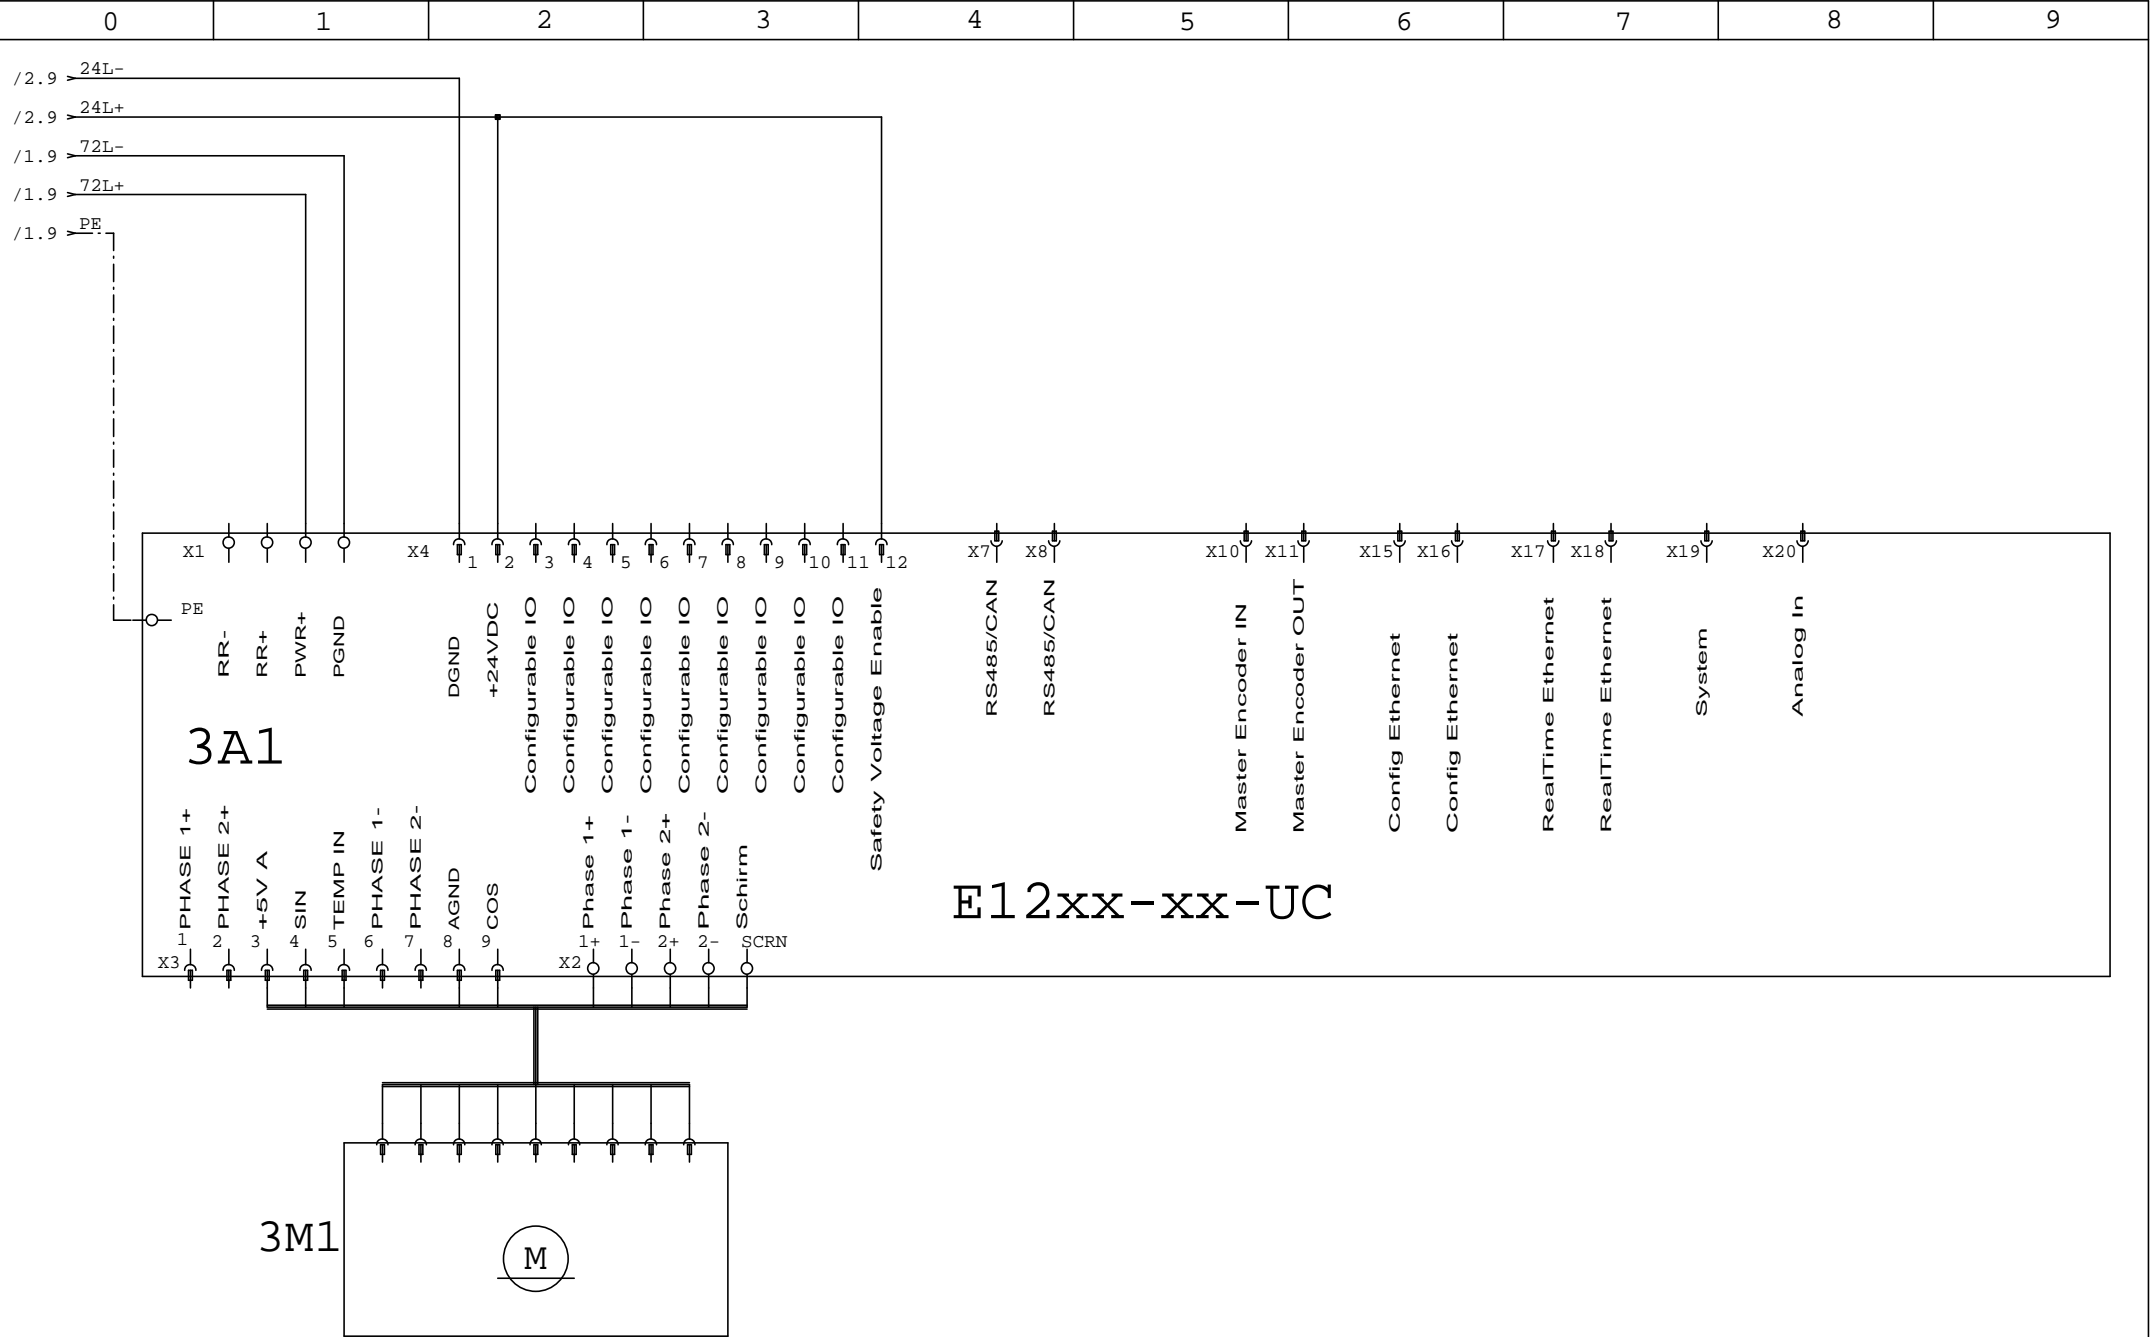 0 1 2 3 4 5 6 7 8 9
/2.9 24L-
/2.9 24L+
/1.9 72L-
/1.9 72L+
/1.9 PE
X1 X4 X7 X8 X10 X11 X15 X16 X17 X18 X19 X20
1 2 3 4 5 6 7 8 9 10 11 12
PE
RR-
RR+
PWR+
PGND
DGND
+24VDC
Configurable IO
Configurable IO
Configurable IO
Configurable IO
Configurable IO
Configurable IO
Configurable IO
Configurable IO
Configurable IO
Safety Voltage Enable
RS485/CAN
RS485/CAN
Master Encoder IN
Master Encoder OUT
Config Ethernet
Config Ethernet
RealTime Ethernet
RealTime Ethernet
System
Analog In
3A1
E12xx-xx-UC
PHASE 1+
PHASE 2+
+5V A
SIN
TEMP IN
PHASE 1-
PHASE 2-
AGND
COS
Phase 1+
Phase 1-
Phase 2+
Phase 2-
Schirm
1 2 3 4 5 6 7 8 9 1+ 1- 2+ 2- SCRN
X3 X2
3M1
M